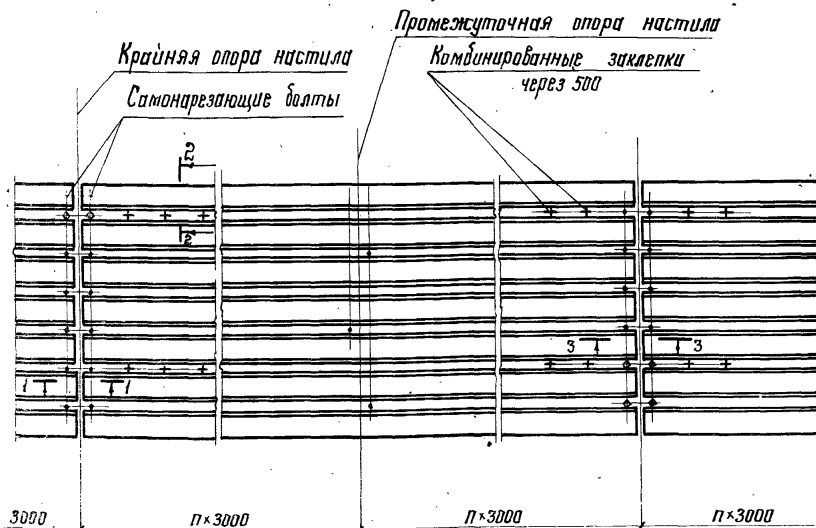 Промежуточная опора настила
Крайняя опора настила
Комбинированные заклепки
через 500
Самонарезающие болты
2
2
3 3
1 1
3000 п×3000 п×3000 п×3000